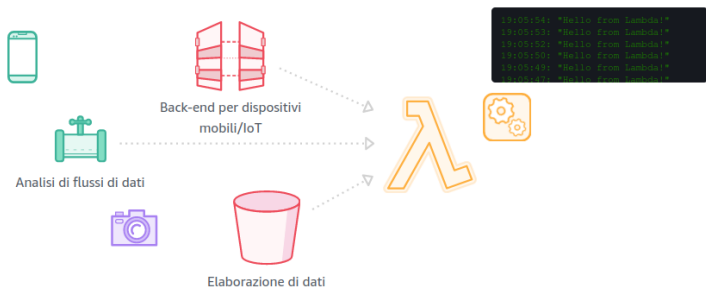 19:05:54: "Hello from Lambda!"
19:05:53: "Hello from Lambda!"
19:05:52: "Hello from Lambda!"
19:05:50: "Hello from Lambda!"
19:05:49: "Hello from Lambda!"
19:05:47: "Hello from Lambda!"
Back-end per dispositivi
mobili/IoT
Analisi di flussi di dati
Elaborazione di dati